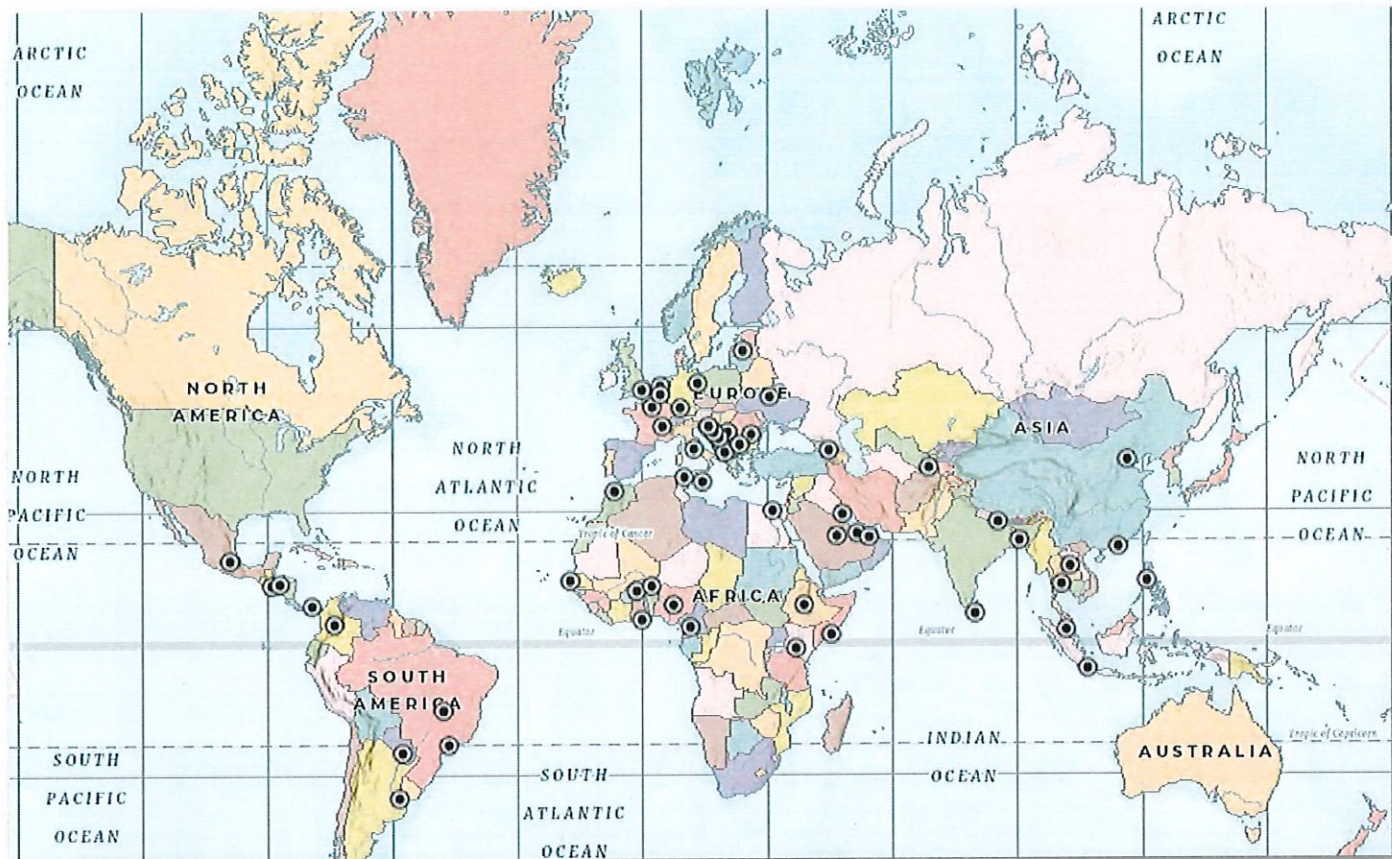 ARCTIC
OCEAN
ARCTIC
OCEAN
NORTH
AMERICA
EUROPE
ASIA
NORTH
ATLANTIC
OCEAN
NORTH
PACIFIC
OCEAN
NORTH
PACIFIC
OCEAN
Tropic of Cancer
AFRICA
Equator
Equator
Equator
SOUTH
AMERICA
INDIAN
OCEAN
AUSTRALIA
Tropic of Capricorn
SOUTH
PACIFIC
OCEAN
SOUTH
ATLANTIC
OCEAN